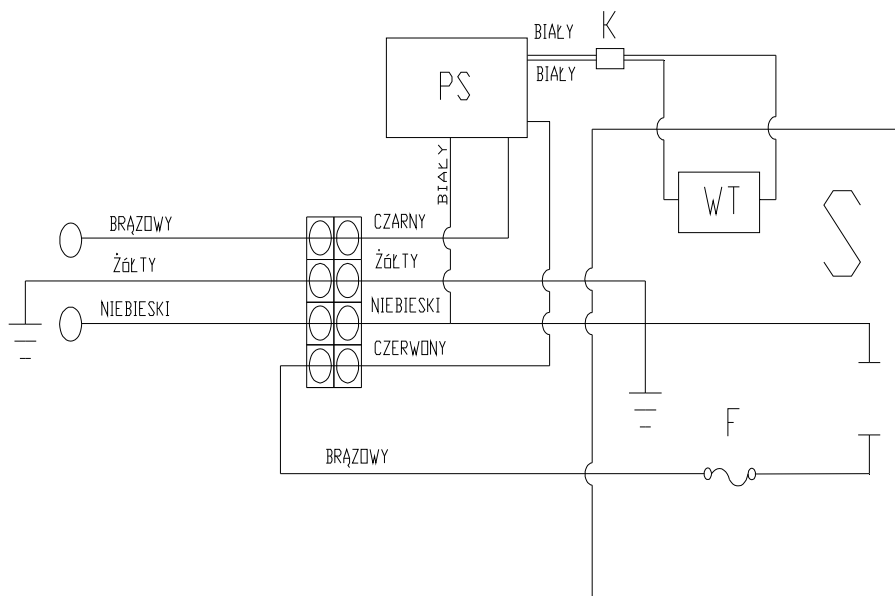 BIAŁY
K
BIAŁY
PS
BIAŁY
WT
S
BRĄZOWY
CZARNY
ŻÓŁTY
ŻÓŁTY
NIEBIESKI
NIEBIESKI
CZERWONY
F
BRĄZOWY